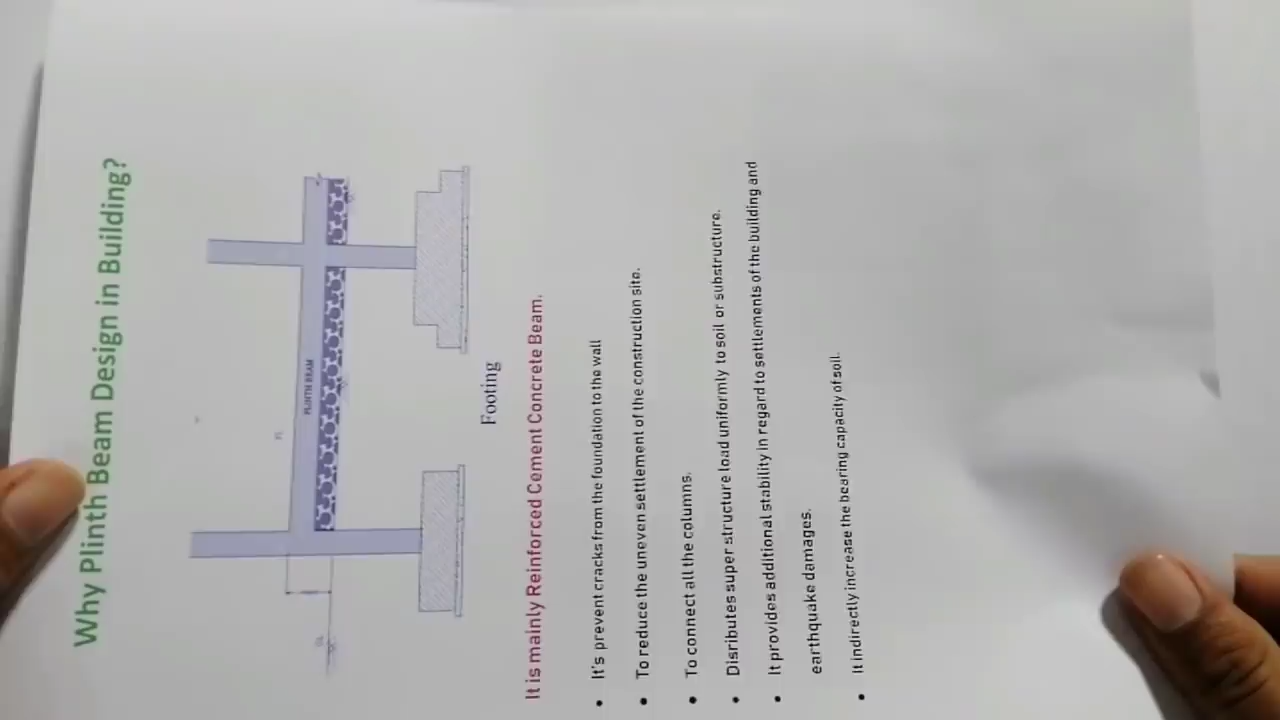 Why Plinth Beam Design in Building?
PLINTH BEAM
Footing
It is mainly Reinforced Cement Concrete Beam.
• It's prevent cracks from the foundation to the wall
• To reduce the uneven settlement of the construction site.
• To connect all the columns.
• Disributes super structure load uniformly to soil or substructure.
• It provides additional stability in regard to settlements of the building and
earthquake damages.
• It indirectly increase the bearing capacity of soil.